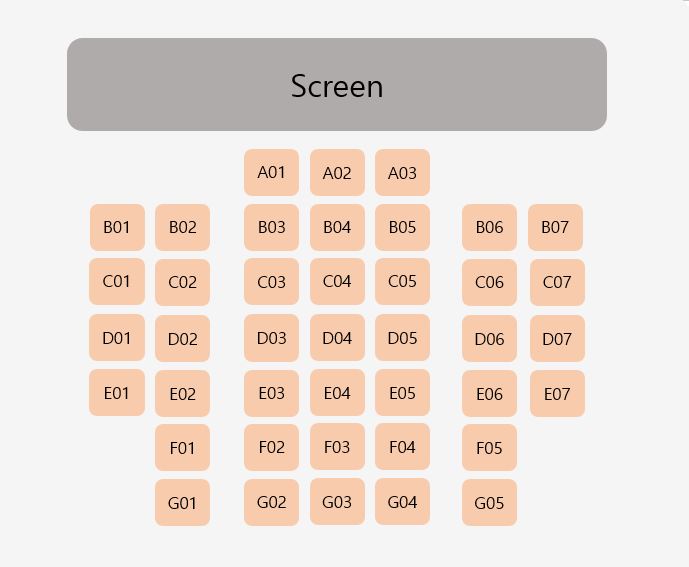 Screen
A01 A02 A03
B01 B02 B03 B04 B05 B06 B07
C01 C02 C03 C04 C05 C06 C07
D01 D02 D03 D04 D05 D06 D07
E01 E02 E03 E04 E05 E06 E07
F01 F02 F03 F04 F05
G01 G02 G03 G04 G05